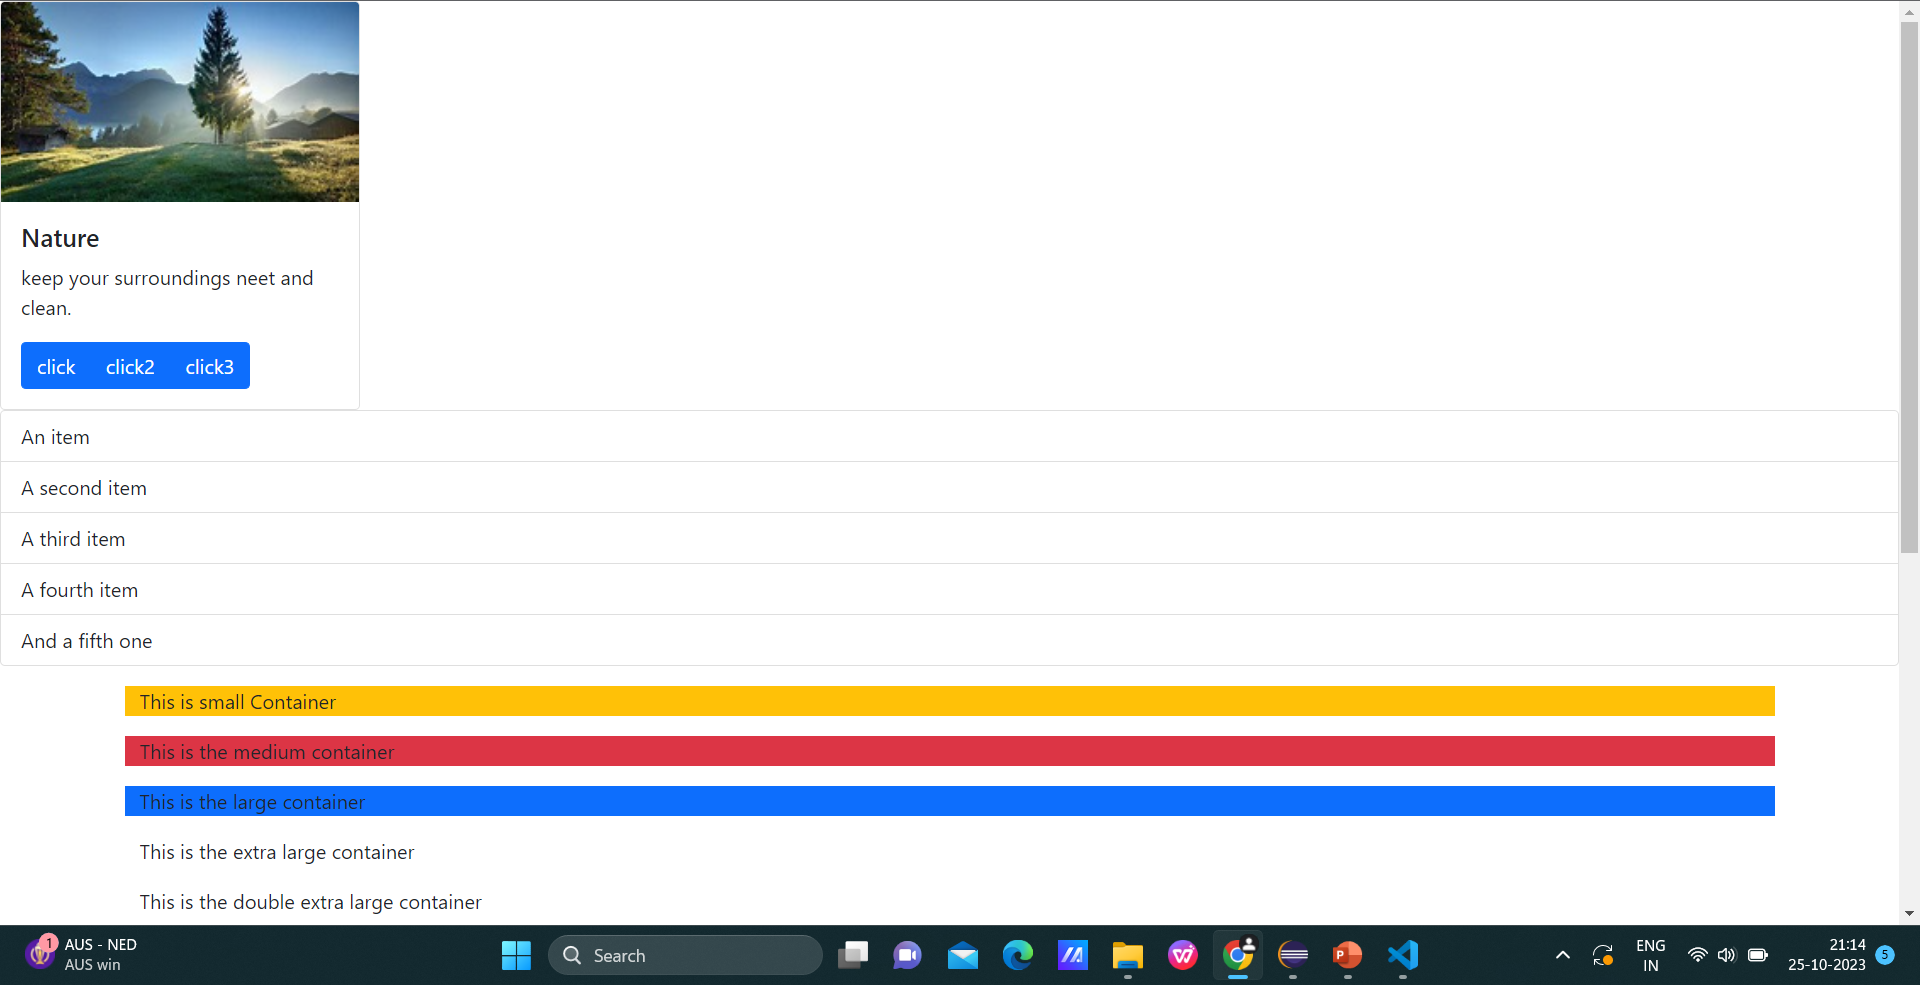 Nature
keep your surroundings neet and
clean.
click click2 click3
An item
A second item
A third item
A fourth item
And a fifth one
This is small Container
This is the medium container
This is the large container
This is the extra large container
This is the double extra large container
1
AUS - NED
AUS win
Search
P
ENG
IN
21:14
25-10-2023
5